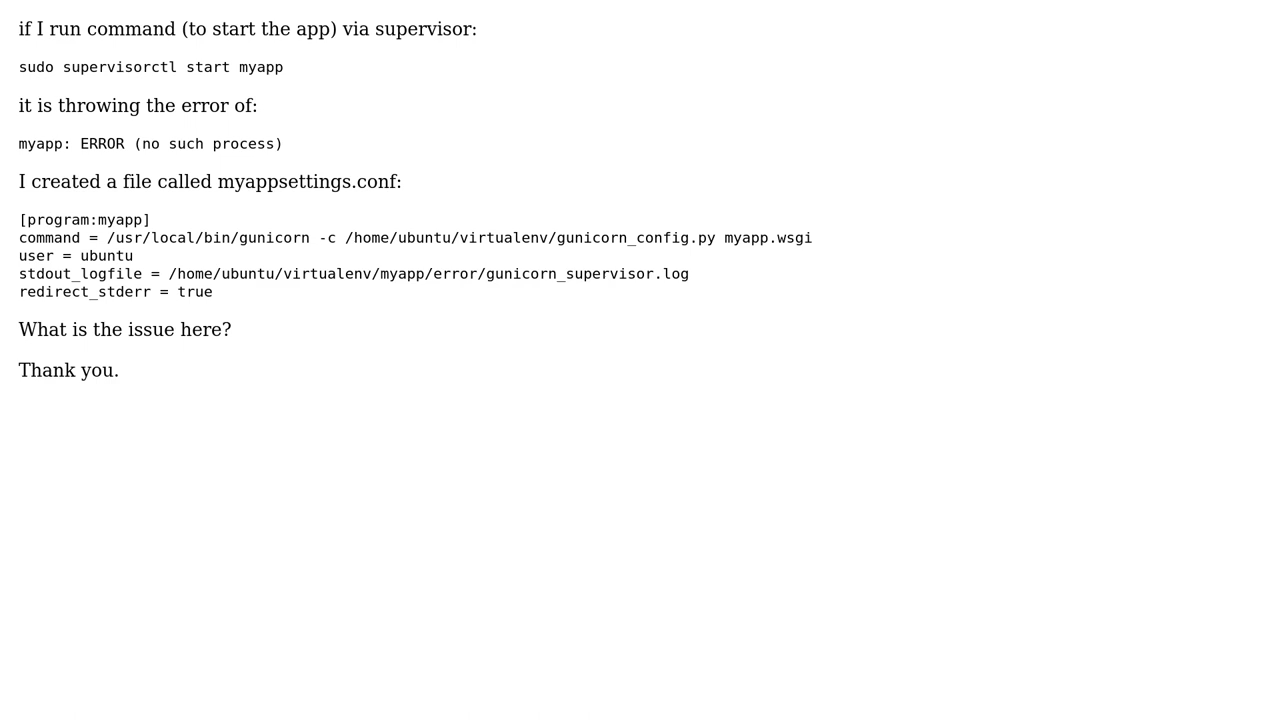 if I run command (to start the app) via supervisor:
sudo supervisorctl start myapp
it is throwing the error of:
myapp: ERROR (no such process)
I created a file called myappsettings.conf:
[program:myapp]
command = /usr/local/bin/gunicorn -c /home/ubuntu/virtualenv/gunicorn_config.py myapp.wsgi
user = ubuntu
stdout_logfile = /home/ubuntu/virtualenv/myapp/error/gunicorn_supervisor.log
redirect_stderr = true
What is the issue here?
Thank you.